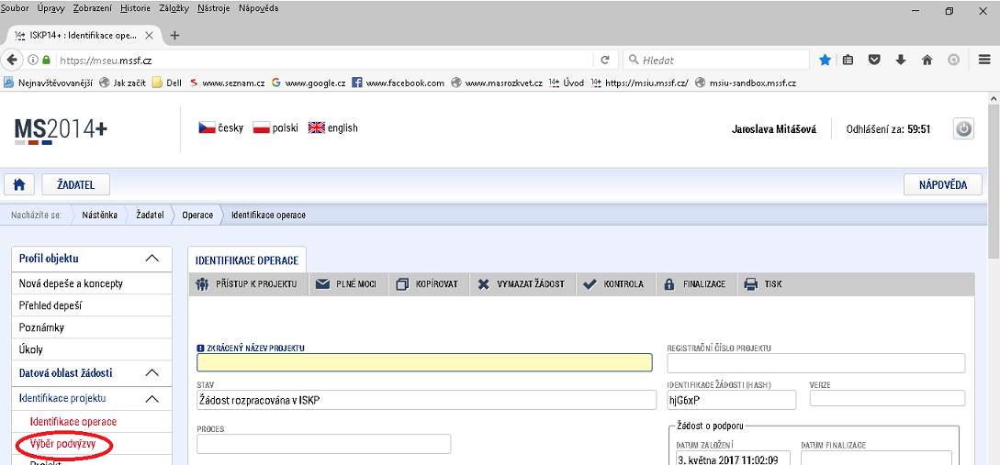 Soubor Úpravy Zobrazení Historie Záložky Nástroje Nápověda
14+ ISKP14+ : Identifikace ope...
https://mseu.mssf.cz Hledat
Nejnavštěvovanější Jak začít Dell www.seznam.cz www.google.cz www.facebook.com www.masrozkvet.cz 14+ Úvod 14+ https://msiu.mssf.cz/ msiu-sandbox.mssf.cz
MS2014+ česky polski english Jaroslava Mitášová Odhlášení za: 59:51
ŽADATEL NÁPOVĚDA
Nacházíte se: Nástěnka Žadatel Operace Identifikace operace
Profil objektu
Nová depeše a koncepty
Přehled depeší
Poznámky
Úkoly
Datová oblast žádosti
Identifikace projektu
Identifikace operace
Výběr podvýzvy
Projekt
IDENTIFIKACE OPERACE
PŘÍSTUP K PROJEKTU PLNÉ MOCI KOPÍROVAT VYMAZAT ŽÁDOST KONTROLA FINALIZACE TISK
ZKRÁCENÝ NÁZEV PROJEKTU REGISTRAČNÍ ČÍSLO PROJEKTU
STAV IDENTIFIKACE ŽÁDOSTI (HASH) VERZE
Žádost rozpracována v ISKP hjG6xP
PROCES Žádost o podporu
DATUM ZALOŽENÍ DATUM FINALIZACE
3. května 2017 11:02:09